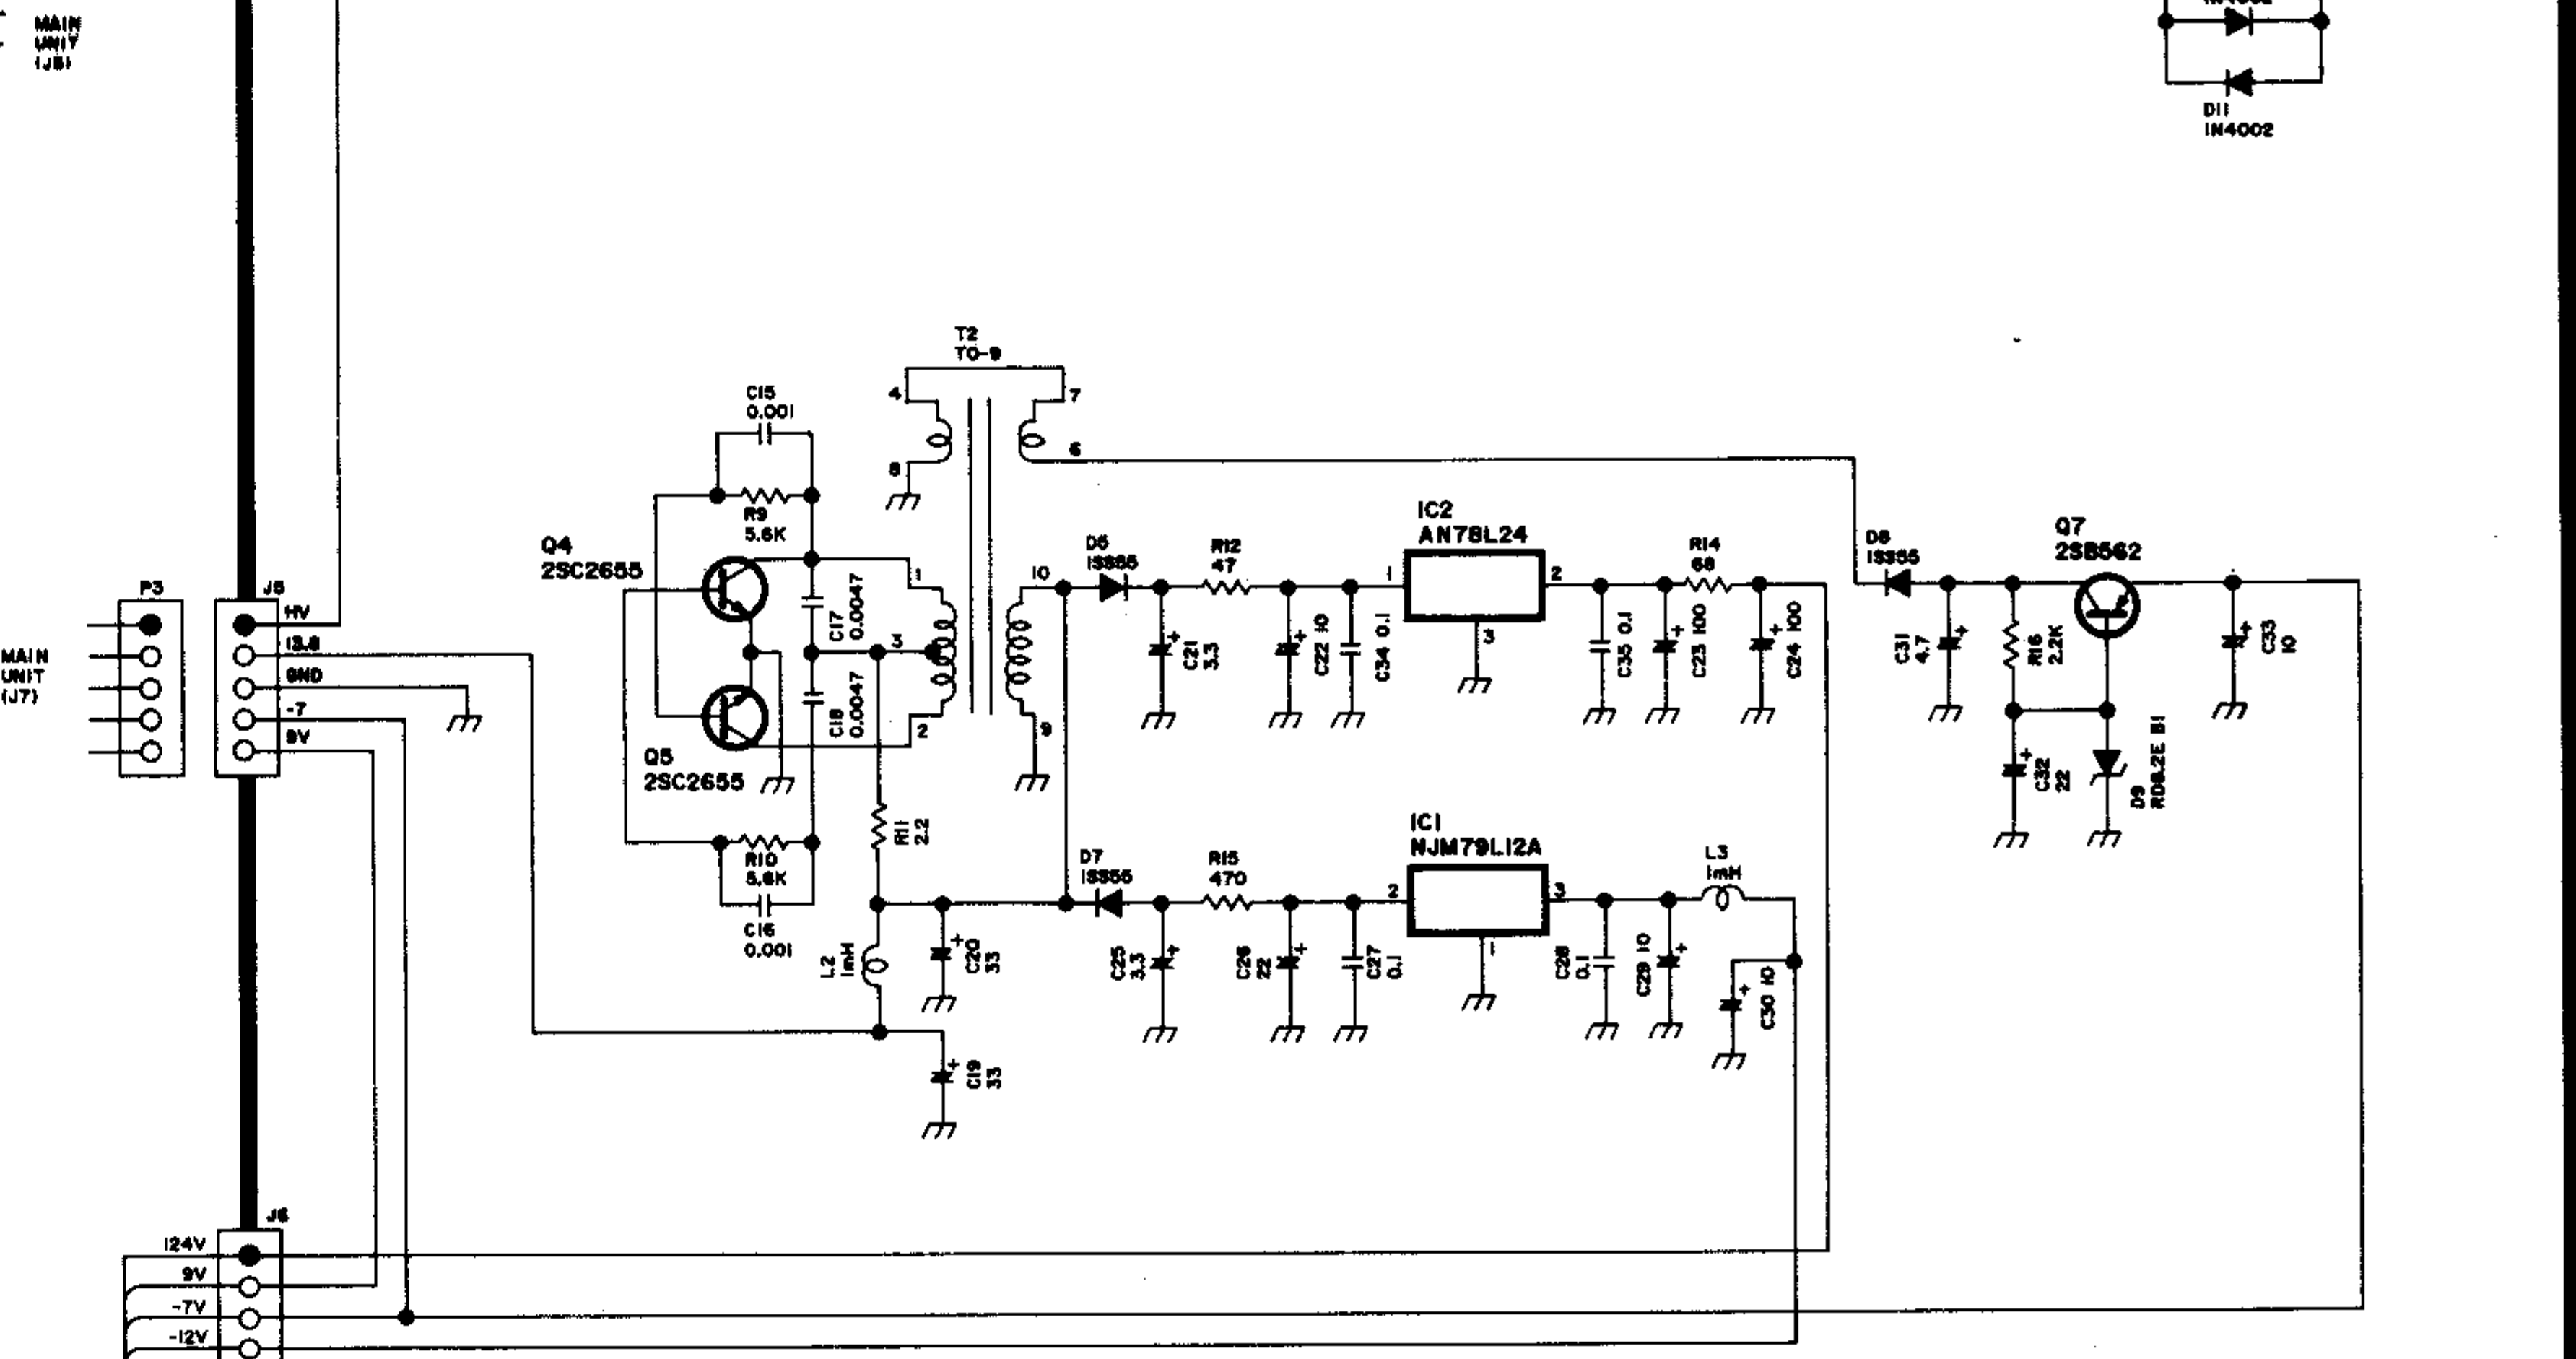 MAIN
UNIT
1N4002
D11
1N4002
T2
TO-9
4
7
C15
0.001
8
6
R9
5.6K
Q4
2SC2655
IC2
AN78L24
Q7
2SB562
D6
1SS55
R12
47
R14
68
D8
1SS55
1
10
1
2
3
P3
J5
HV
13.8
GND
-7
9V
MAIN
UNIT
(J7)
C17
0.0047
3
C18
0.0047
2
9
Q5
2SC2655
C21
3.3
C22 10
C34 0.1
C35 0.1
C23 100
C24 100
C31
4.7
R16
2.2K
C33
10
C32
22
D9
RD8.2E B1
R11
2.2
R10
5.6K
C16
0.001
D7
1SS55
R15
470
IC1
NJM79L12A
L3
1mH
2
3
1
L2
1mH
C20
33
C25
3.3
C26
22
C27
0.1
C28
0.1
C29 10
C30 10
C19
33
J6
124V
9V
-7V
-12V